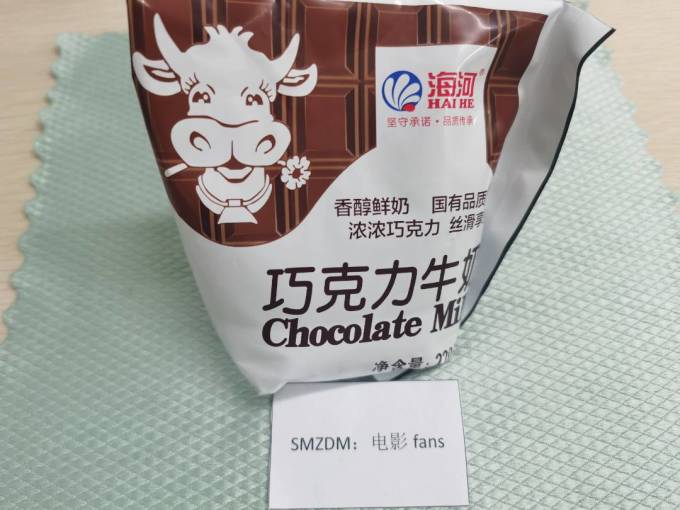 海河®
HAI HE
坚守承诺·品质传承
香醇鲜奶 国有品质
浓浓巧克力 丝滑享
巧克力牛奶
Chocolate Mil
净含量: 220
SMZDM：电影 fans